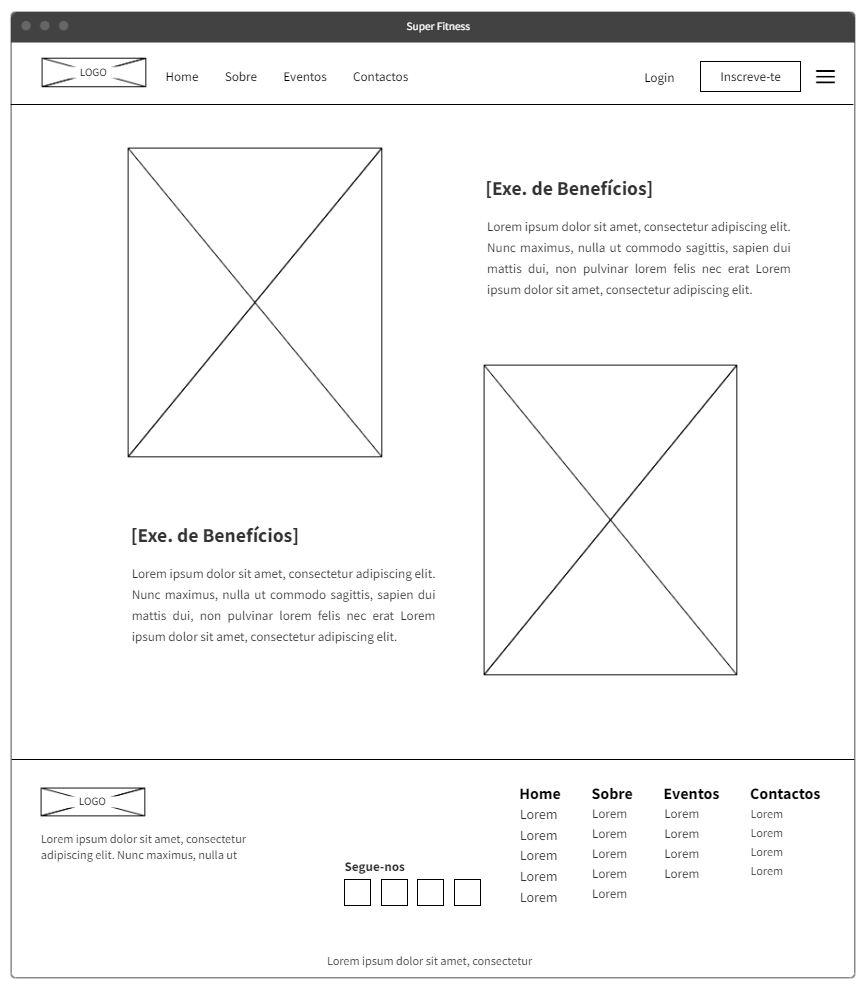 Super Fitness
LOGO Home Sobre Eventos Contactos Login Inscreve-te
[Exe. de Benefícios]
Lorem ipsum dolor sit amet, consectetur adipiscing elit.
Nunc maximus, nulla ut commodo sagittis, sapien dui
mattis dui, non pulvinar lorem felis nec erat Lorem
ipsum dolor sit amet, consectetur adipiscing elit.
[Exe. de Benefícios]
Lorem ipsum dolor sit amet, consectetur adipiscing elit.
Nunc maximus, nulla ut commodo sagittis, sapien dui
mattis dui, non pulvinar lorem felis nec erat Lorem
ipsum dolor sit amet, consectetur adipiscing elit.
LOGO
Lorem ipsum dolor sit amet, consectetur
adipiscing elit. Nunc maximus, nulla ut
Segue-nos
Home
Lorem
Lorem
Lorem
Lorem
Lorem
Sobre
Lorem
Lorem
Lorem
Lorem
Lorem
Eventos
Lorem
Lorem
Lorem
Lorem
Contactos
Lorem
Lorem
Lorem
Lorem
Lorem ipsum dolor sit amet, consectetur